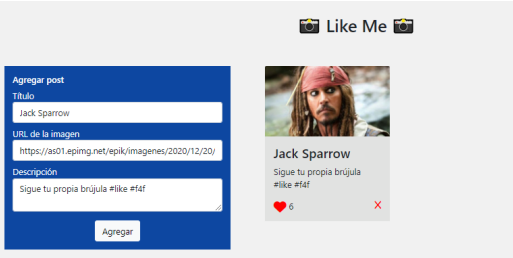 📷 Like Me 📷
Agregar post
Título
Jack Sparrow
URL de la imagen
https://as01.epimg.net/epik/imagenes/2020/12/20/
Descripción
Sigue tu propia brújula #like #f4f
Agregar
Jack Sparrow
Sigue tu propia brújula
#like #f4f
6
X